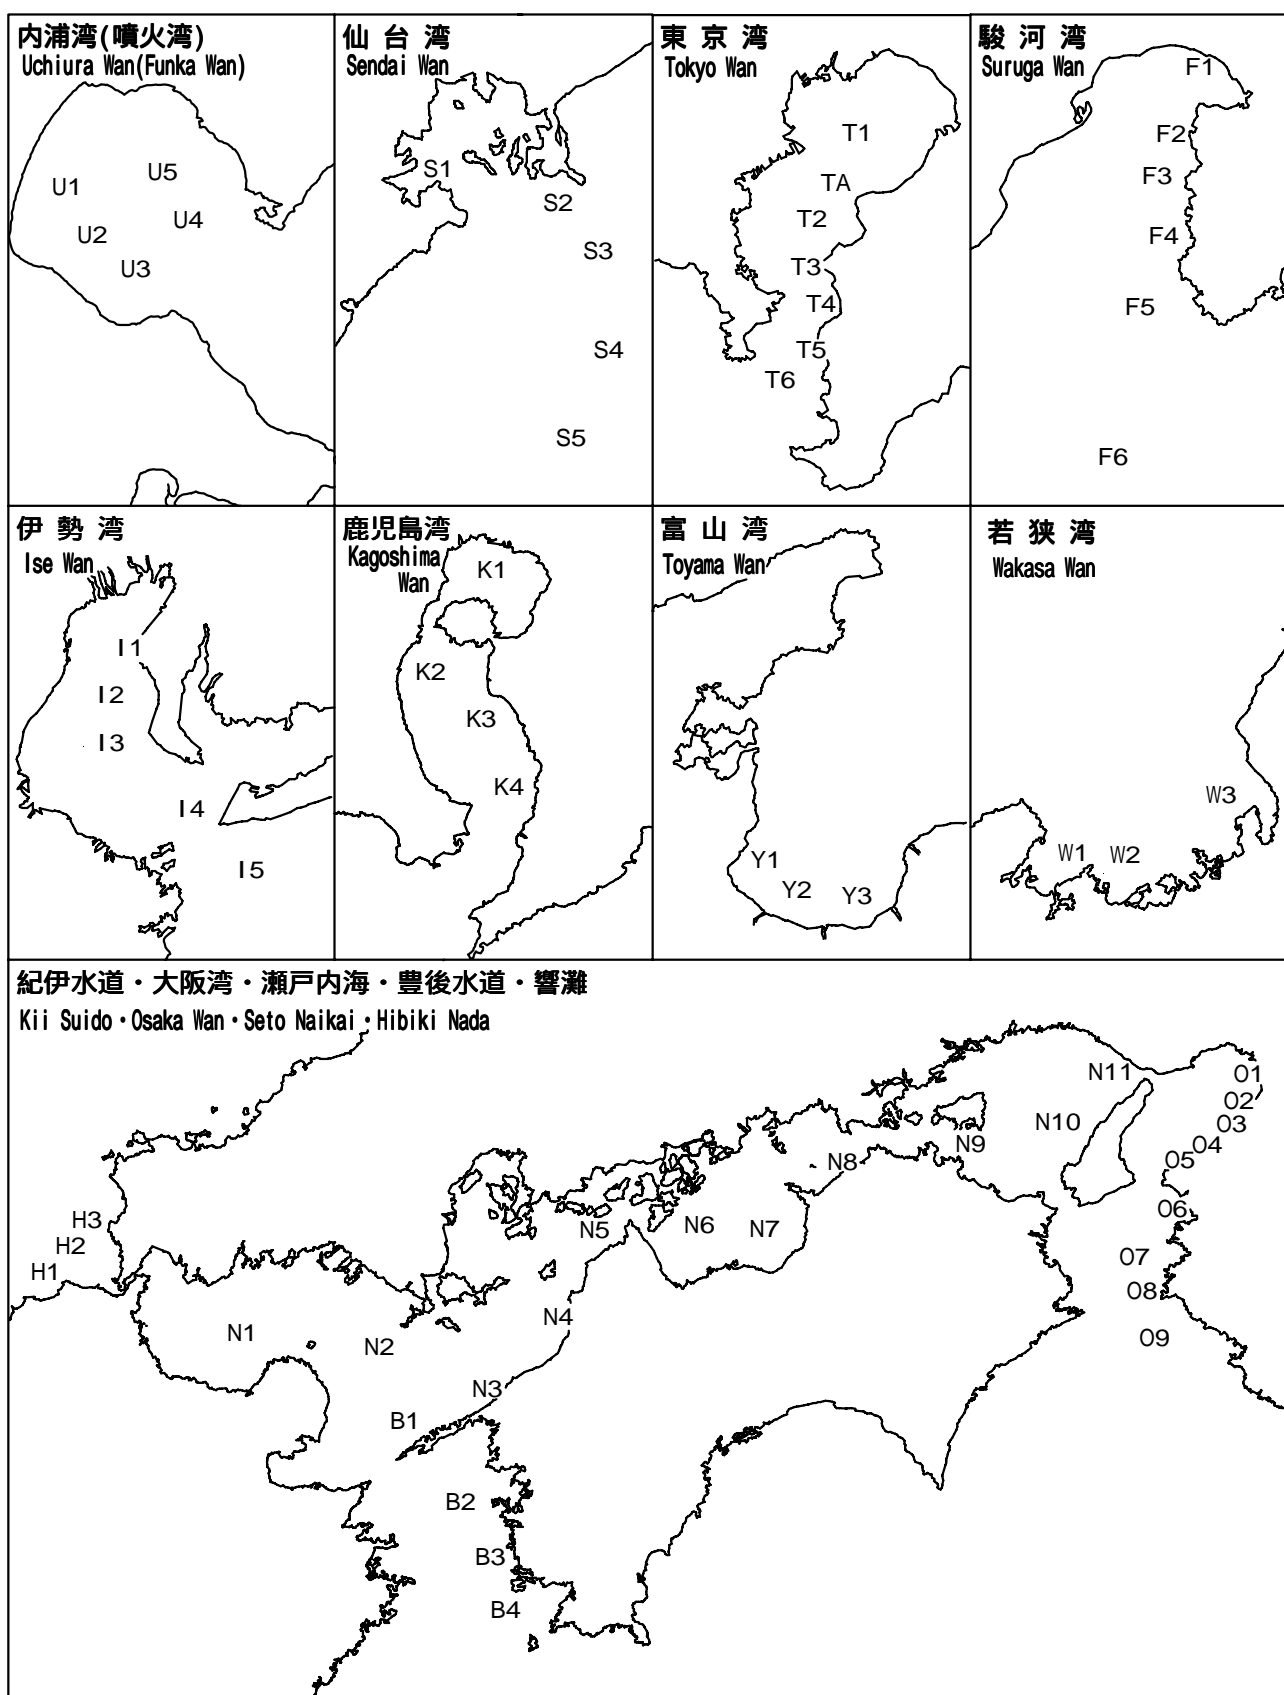 内浦湾(噴火湾)
Uchiura Wan(Funka Wan)
U5
U1
U4
U2
U3
仙台湾
Sendai Wan
S1
S2
S3
S4
S5
東京湾
Tokyo Wan
T1
TA
T2
T3
T4
T5
T6
駿河湾
Suruga Wan
F1
F2
F3
F4
F5
F6
伊勢湾
Ise Wan
I1
I2
I3
I4
I5
鹿児島湾
Kagoshima
Wan
K1
K2
K3
K4
富山湾
Toyama Wan
Y1
Y2
Y3
若狭湾
Wakasa Wan
W3
W1
W2
紀伊水道・大阪湾・瀬戸内海・豊後水道・響灘
Kii Suido・Osaka Wan・Seto Naikai・Hibiki Nada
N11
O1
O2
N10
O3
N9
O4
N8
O5
O6
H3
N5
N6
N7
H2
O7
H1
O8
N4
N1
O9
N2
N3
B1
B2
B3
B4